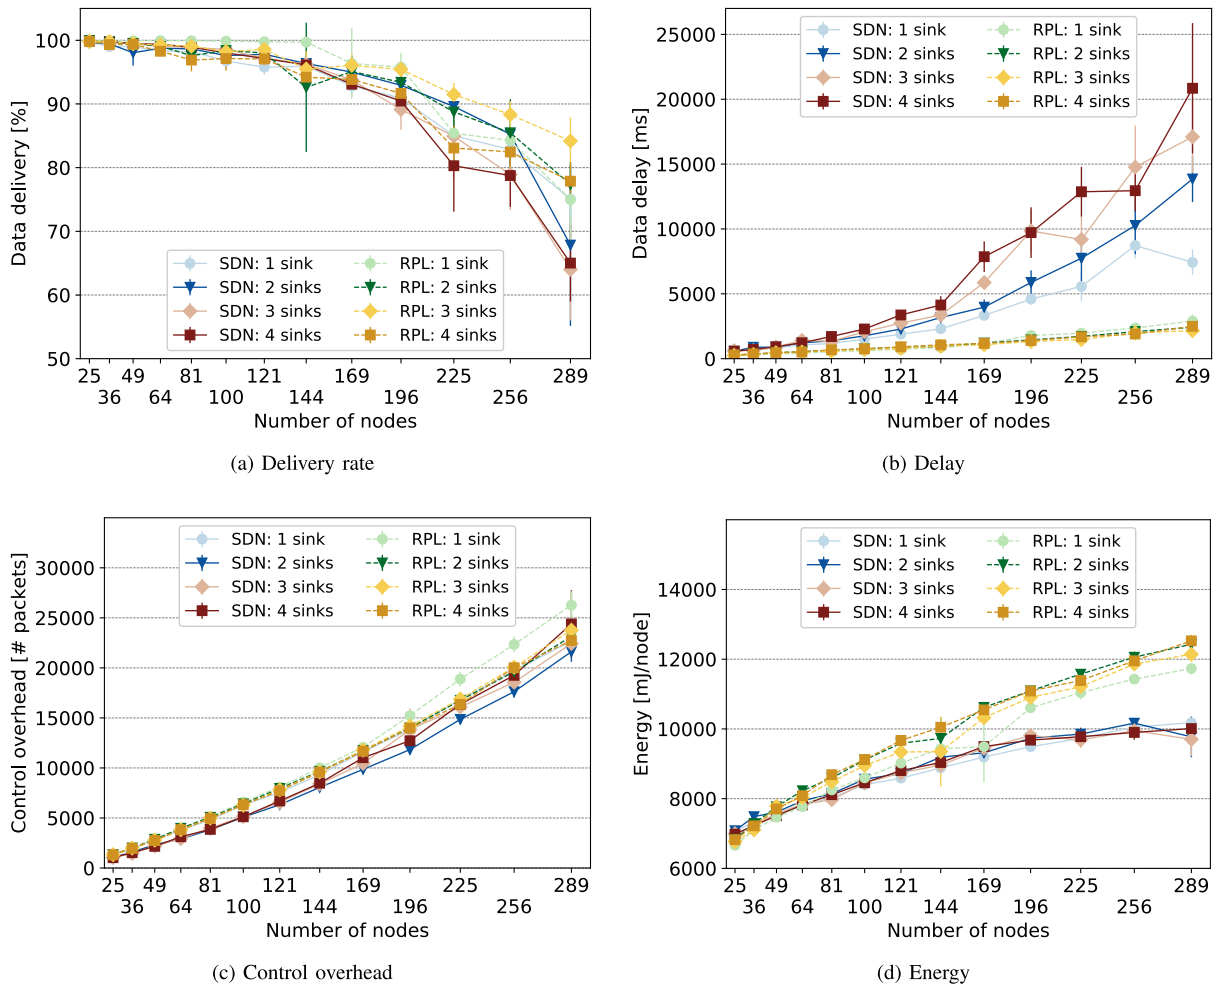 100
90
80
70
60
50
Data delivery [%]
SDN: 1 sink
SDN: 2 sinks
SDN: 3 sinks
SDN: 4 sinks
RPL: 1 sink
RPL: 2 sinks
RPL: 3 sinks
RPL: 4 sinks
25 49 81 121 169 225 289
36 64 100 144 196 256
Number of nodes
(a) Delivery rate
25000
20000
15000
10000
5000
0
Data delay [ms]
SDN: 1 sink
SDN: 2 sinks
SDN: 3 sinks
SDN: 4 sinks
RPL: 1 sink
RPL: 2 sinks
RPL: 3 sinks
RPL: 4 sinks
25 49 81 121 169 225 289
36 64 100 144 196 256
Number of nodes
(b) Delay
30000
25000
20000
15000
10000
5000
0
Control overhead [# packets]
SDN: 1 sink
SDN: 2 sinks
SDN: 3 sinks
SDN: 4 sinks
RPL: 1 sink
RPL: 2 sinks
RPL: 3 sinks
RPL: 4 sinks
25 49 81 121 169 225 289
36 64 100 144 196 256
Number of nodes
(c) Control overhead
14000
12000
10000
8000
6000
Energy [mJ/node]
SDN: 1 sink
SDN: 2 sinks
SDN: 3 sinks
SDN: 4 sinks
RPL: 1 sink
RPL: 2 sinks
RPL: 3 sinks
RPL: 4 sinks
25 49 81 121 169 225 289
36 64 100 144 196 256
Number of nodes
(d) Energy